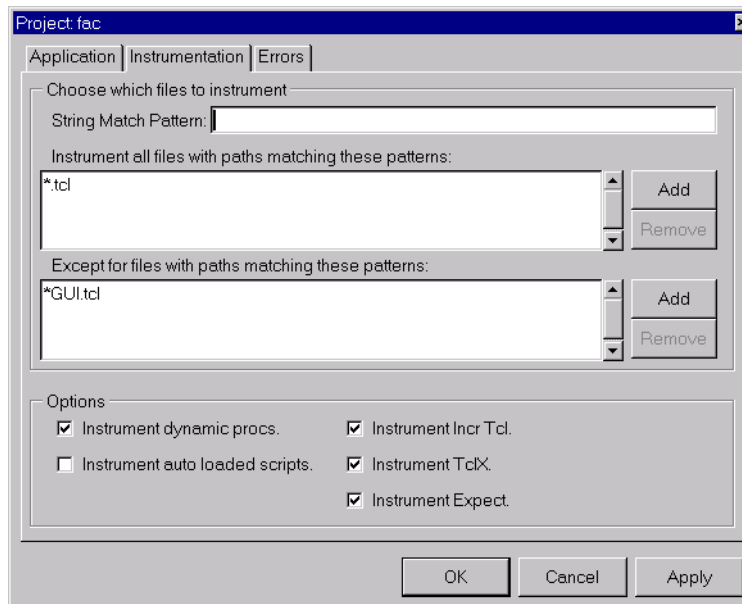 Project: fac
Application Instrumentation Errors
Choose which files to instrument
String Match Pattern:
Instrument all files with paths matching these patterns:
*.tcl
Add
Remove
Except for files with paths matching these patterns:
*GUI.tcl
Add
Remove
Options
Instrument dynamic procs. Instrument Incr Tcl.
Instrument auto loaded scripts. Instrument TclX.
Instrument Expect.
OK Cancel Apply